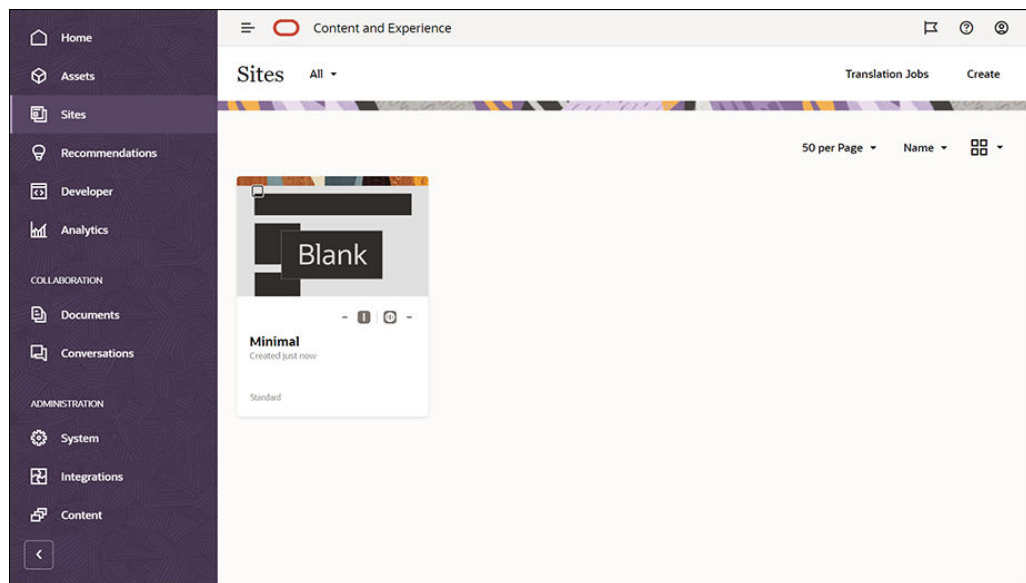 Home
Assets
Sites
Recommendations
Developer
Analytics
COLLABORATION
Documents
Conversations
ADMINISTRATION
System
Integrations
Content
Content and Experience
Sites All
Translation Jobs Create
50 per Page Name
Blank
Minimal
Created just now
Standard